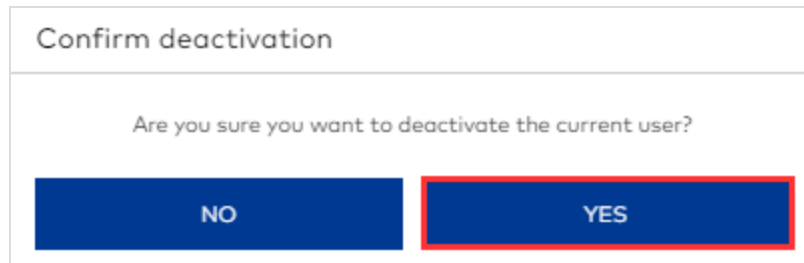 Confirm deactivation
Are you sure you want to deactivate the current user?
NO
YES